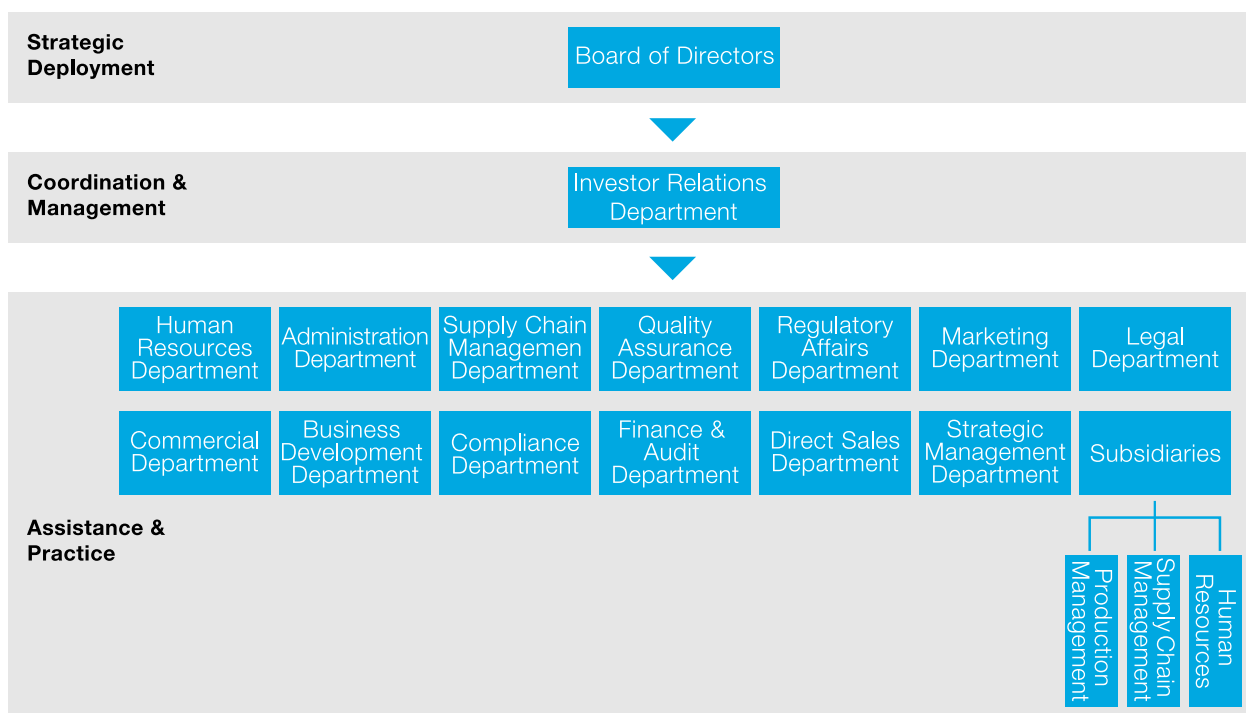 Strategic
Deployment
Board of Directors
Coordination &
Management
Investor Relations
Department
Human
Resources
Department
Administration
Department
Supply Chain
Managemen
Department
Quality
Assurance
Department
Regulatory
Affairs
Department
Marketing
Department
Legal
Department
Commercial
Department
Business
Development
Department
Compliance
Department
Finance &
Audit
Department
Direct Sales
Department
Strategic
Management
Department
Subsidiaries
Assistance &
Practice
Production
Management
Supply Chain
Management
Human
Resources